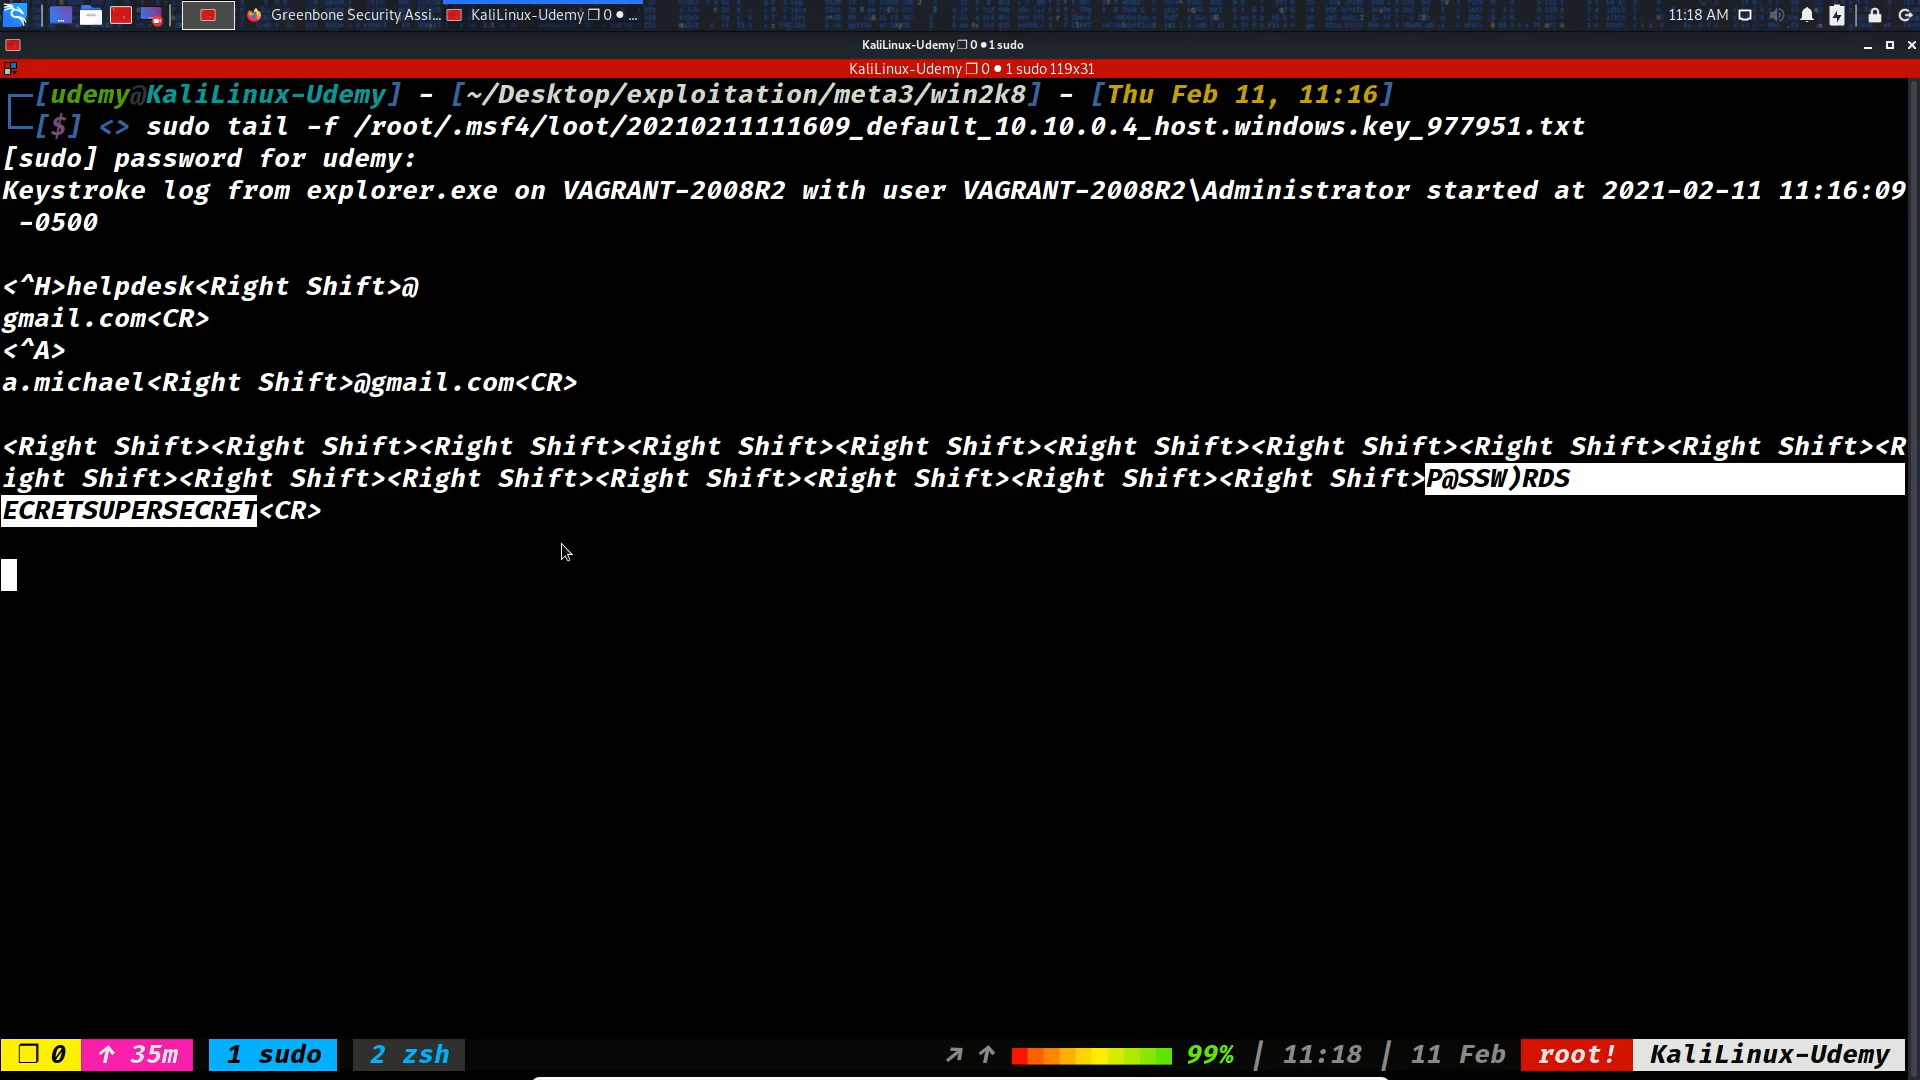 Greenbone Security Assi...
KaliLinux-Udemy ❐ 0 ● ...
11:18 AM
KaliLinux-Udemy ❐ 0 ● 1 sudo
KaliLinux-Udemy ❐ 0 ● 1 sudo 119x31
[udemy@KaliLinux-Udemy] - [~/Desktop/exploitation/meta3/win2k8] - [Thu Feb 11, 11:16]
[$] <> sudo tail -f /root/.msf4/loot/20210211111609_default_10.10.0.4_host.windows.key_977951.txt
[sudo] password for udemy:
Keystroke log from explorer.exe on VAGRANT-2008R2 with user VAGRANT-2008R2\Administrator started at 2021-02-11 11:16:09
-0500
<^H>helpdesk<Right Shift>@
gmail.com<CR>
<^A>
a.michael<Right Shift>@gmail.com<CR>
<Right Shift><Right Shift><Right Shift><Right Shift><Right Shift><Right Shift><Right Shift><Right Shift><Right Shift><R
ight Shift><Right Shift><Right Shift><Right Shift><Right Shift><Right Shift><Right Shift>P@SSW)RDS
ECRETSUPERSECRET<CR>
❐ 0 ↑ 35m 1 sudo 2 zsh ↗ ↑ 99% | 11:18 | 11 Feb root! KaliLinux-Udemy